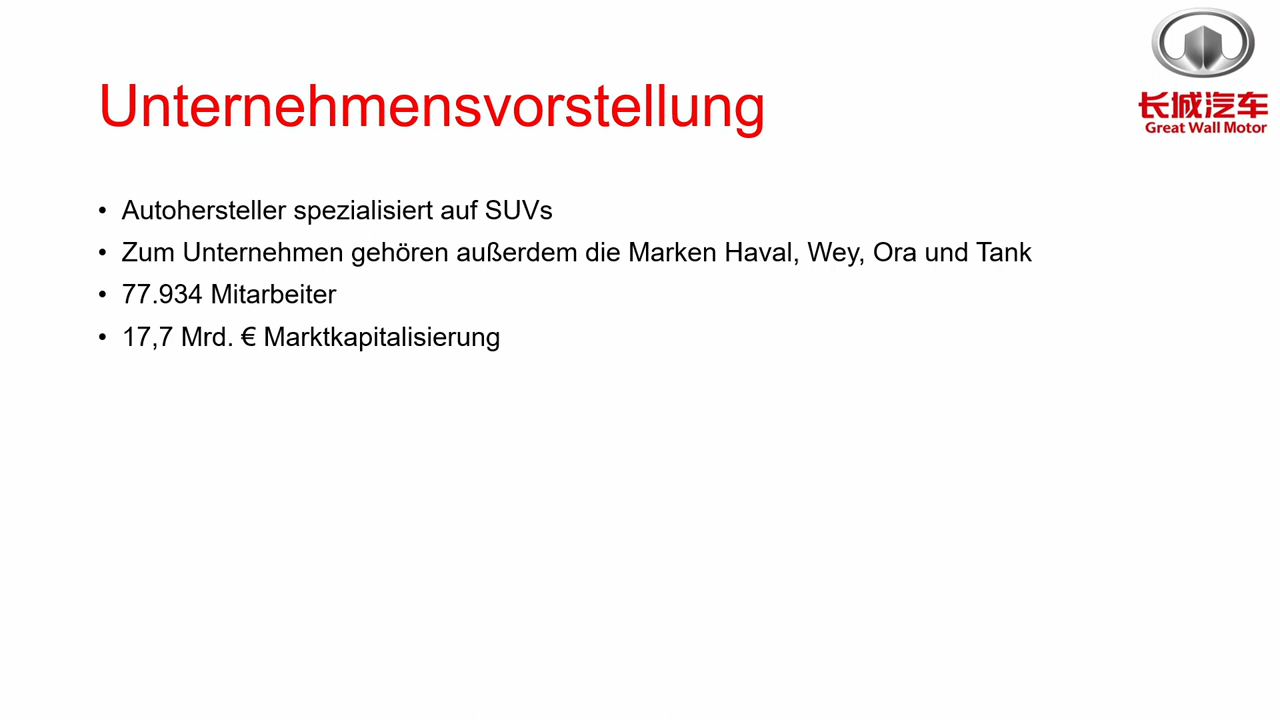 长城汽车
Great Wall Motor
Unternehmensvorstellung
• Autohersteller spezialisiert auf SUVs
• Zum Unternehmen gehören außerdem die Marken Haval, Wey, Ora und Tank
• 77.934 Mitarbeiter
• 17,7 Mrd. € Marktkapitalisierung